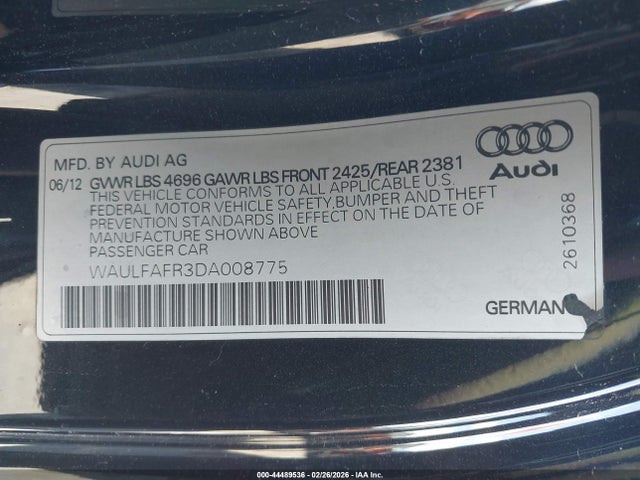 MFD. BY AUDI AG
06/12 GVWR LBS 4696 GAWR LBS FRONT 2425/REAR 2381
THIS VEHICLE CONFORMS TO ALL APPLICABLE U.S.
FEDERAL MOTOR VEHICLE SAFETY,BUMPER AND THEFT
PREVENTION STANDARDS IN EFFECT ON THE DATE OF
MANUFACTURE SHOWN ABOVE
PASSENGER CAR
WAULFAFR3DA008775
Audi
2610368
GERMAN
000-44489536 - 02/26/2026 - IAA Inc.